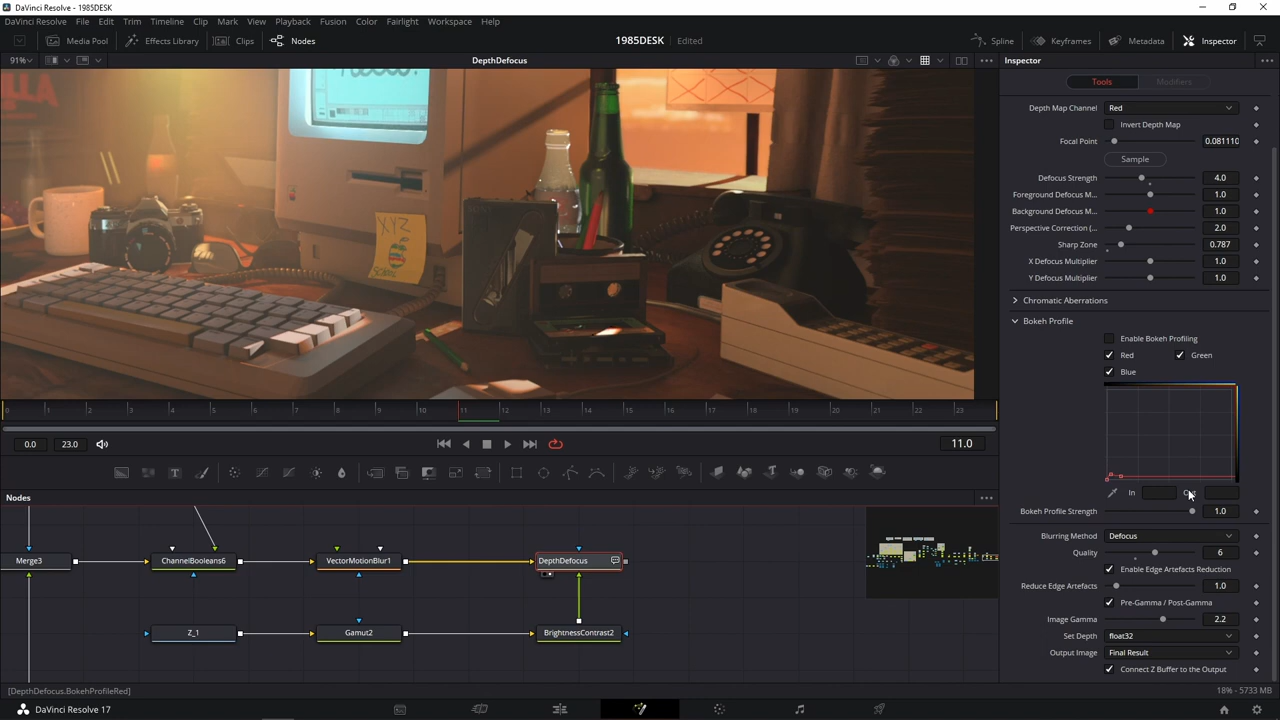 DaVinci Resolve - 1985DESK
DaVinci Resolve File Edit Trim Timeline Clip Mark View Playback Fusion Color Fairlight Workspace Help
Media Pool Effects Library Clips Nodes 1985DESK Edited Spline Keyframes Metadata Inspector
91% DepthDefocus Inspector
Tools Modifiers
Depth Map Channel Red
Invert Depth Map
Focal Point 0.081110
Sample
Defocus Strength 4.0
Foreground Defocus M... 1.0
Background Defocus M... 1.0
Perspective Correction (... 2.0
Sharp Zone 0.787
X Defocus Multiplier 1.0
Y Defocus Multiplier 1.0
Chromatic Aberrations
Bokeh Profile
Enable Bokeh Profiling
Red Green
Blue
In
Bokeh Profile Strength 1.0
Blurring Method Defocus
Quality 6
Enable Edge Artefacts Reduction
Reduce Edge Artefacts 1.0
Pre-Gamma / Post-Gamma
Image Gamma 2.2
Set Depth float32
Output Image Final Result
Connect Z Buffer to the Output
XYZ
0 1 2 3 4 5 6 7 8 9 10 11 12 13 14 15 16 17 18 19 20 21 22 23
0.0 23.0 11.0
Nodes
Merge3 ChannelBooleans6 VectorMotionBlur1 DepthDefocus
Z_1 Gamut2 BrightnessContrast2
[DepthDefocus.BokehProfileRed] 18% - 5733 MB
DaVinci Resolve 17